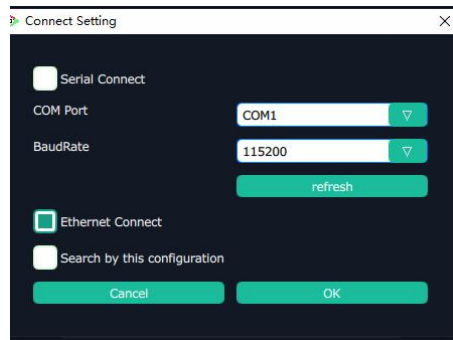 Connect Setting
Serial Connect
COM Port
COM1
BaudRate
115200
refresh
Ethernet Connect
Search by this configuration
Cancel
OK